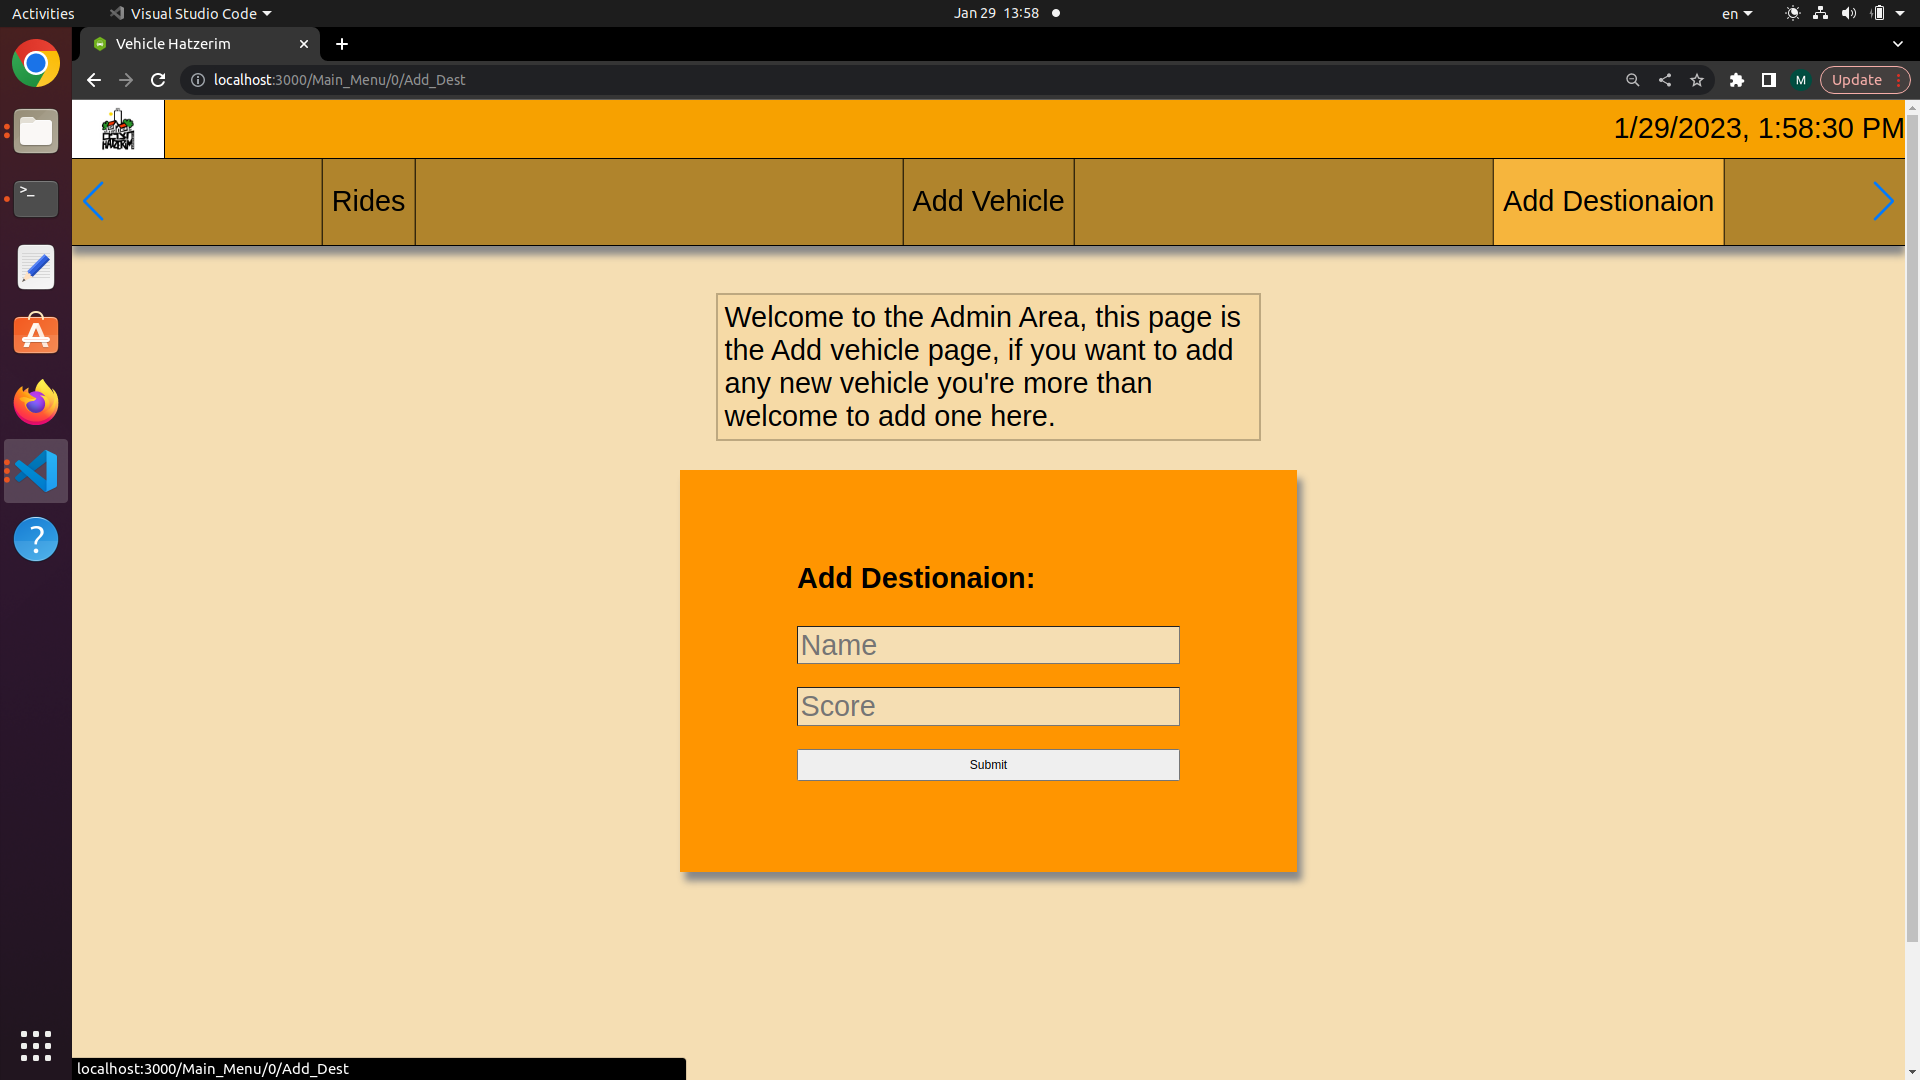 Activities
Visual Studio Code
Jan 29 13:58
en
Vehicle Hatzerim
localhost:3000/Main_Menu/0/Add_Dest
M
Update
HATZERIM
1/29/2023, 1:58:30 PM
Rides
Add Vehicle
Add Destionaion
Welcome to the Admin Area, this page is
the Add vehicle page, if you want to add
any new vehicle you're more than
welcome to add one here.
Add Destionaion:
Name
Score
Submit
localhost:3000/Main_Menu/0/Add_Dest